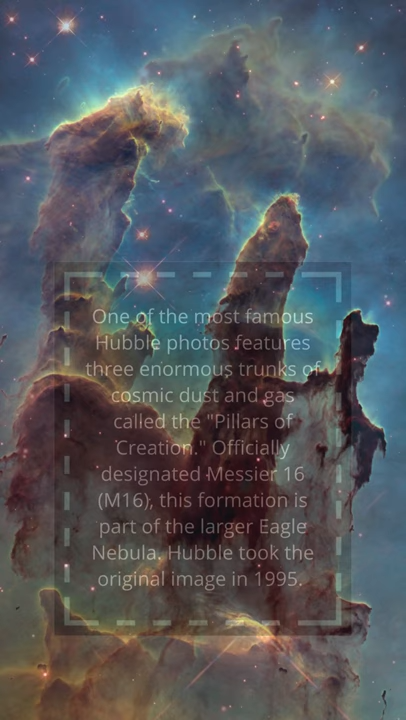 One of the most famous
Hubble photos features
three enormous trunks of
cosmic dust and gas
called the "Pillars of
Creation." Officially
designated Messier 16
(M16), this formation is
part of the larger Eagle
Nebula. Hubble took the
original image in 1995.